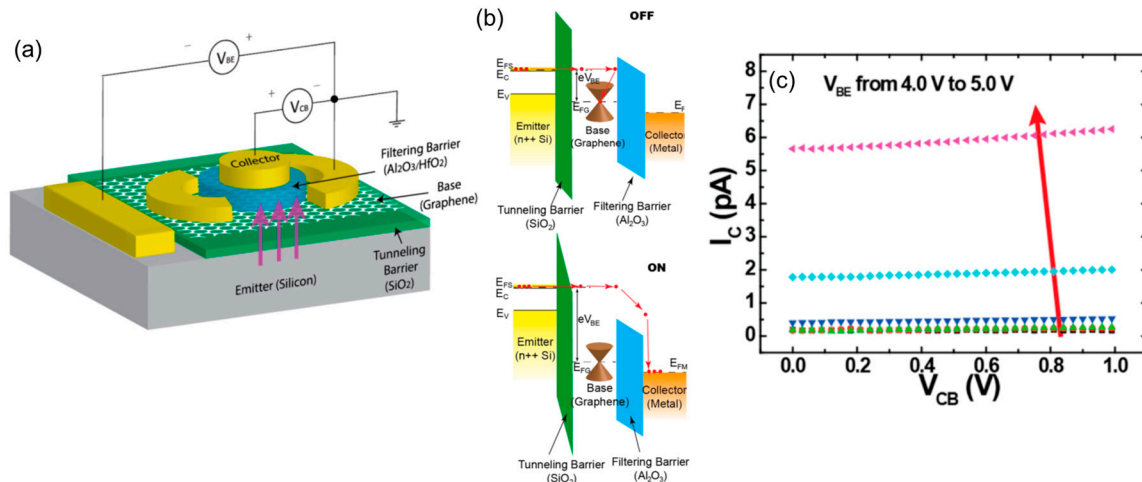 (a)
−
V_BE
+
+
V_CB
−
Collector
Filtering Barrier
(Al₂O₃/HfO₂)
Base
(Graphene)
Tunneling
Barrier
(SiO₂)
Emitter (Silicon)
(b)
OFF
E_FS
E_C
eV_BE
E_V
E_FG
E_F
Emitter
(n++ Si)
Base
(Graphene)
Collector
(Metal)
Tunneling Barrier
(SiO₂)
Filtering Barrier
(Al₂O₃)
ON
E_FS
E_C
E_V
eV_BE
Emitter
(n++ Si)
E_FG
E_FM
Base
(Graphene)
Collector
(Metal)
Tunneling Barrier
(SiO₂)
Filtering Barrier
(Al₂O₃)
(c)
V_BE from 4.0 V to 5.0 V
I_C (pA)
8
7
6
5
4
3
2
1
0
0.0
0.2
0.4
0.6
0.8
1.0
V_CB (V)